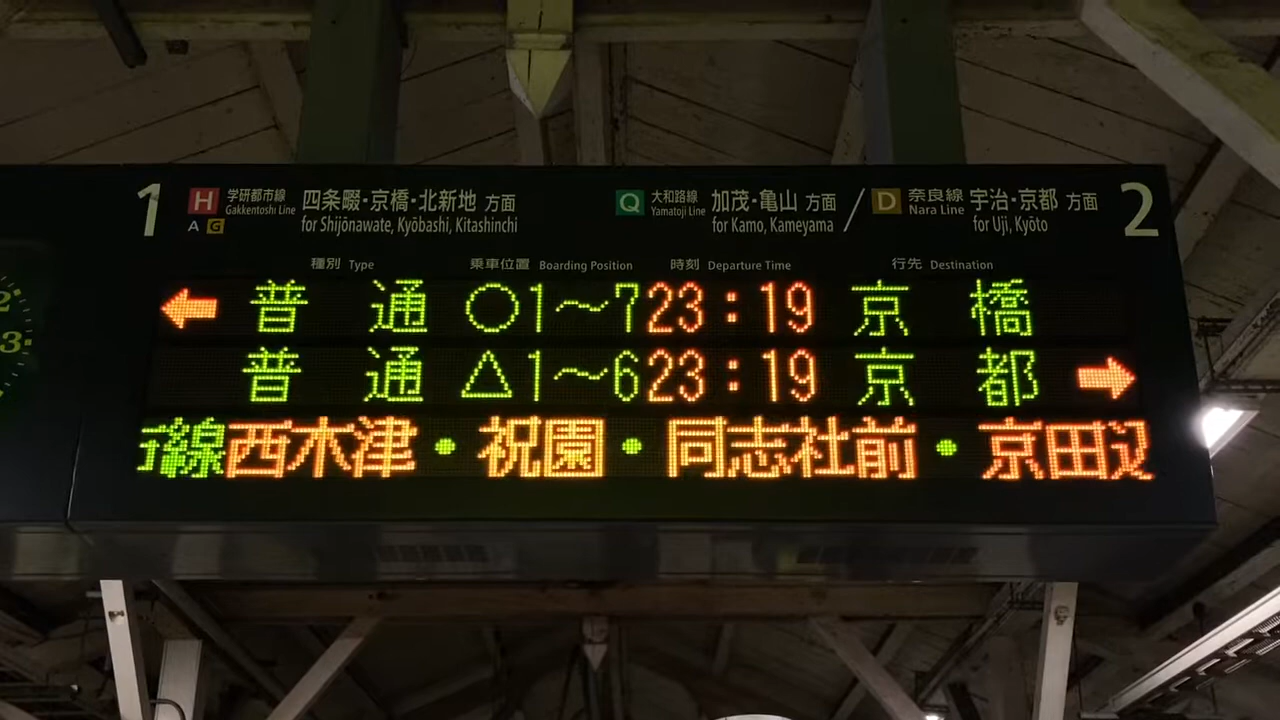 1 H 学研都市線 Gakkentoshi Line A G 四条畷・京橋・北新地 方面 for Shijōnawate, Kyōbashi, Kitashinchi
Q 大和路線 Yamatoji Line 加茂・亀山 方面 for Kamo, Kameyama / D 奈良線 Nara Line 宇治・京都 方面 for Uji, Kyōto 2
種別 Type 乗車位置 Boarding Position 時刻 Departure Time 行先 Destination
← 普通 ○1～7 23:19 京橋
普通 △1～6 23:19 京都 →
線西木津・祝園・同志社前・京田辺
2
3